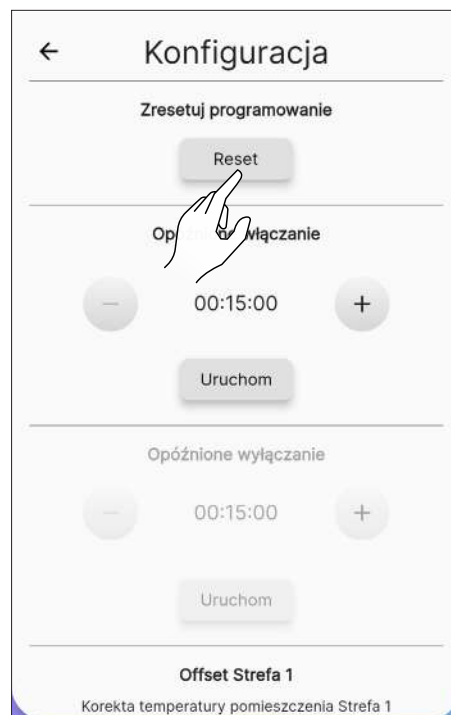 Konfiguracja
Zresetuj programowanie
Reset
włączanie
− 00:15:00 +
Uruchom
Opóźnione wyłączanie
− 00:15:00 +
Uruchom
Offset Strefa 1
Korekta temperatury pomieszczenia Strefa 1